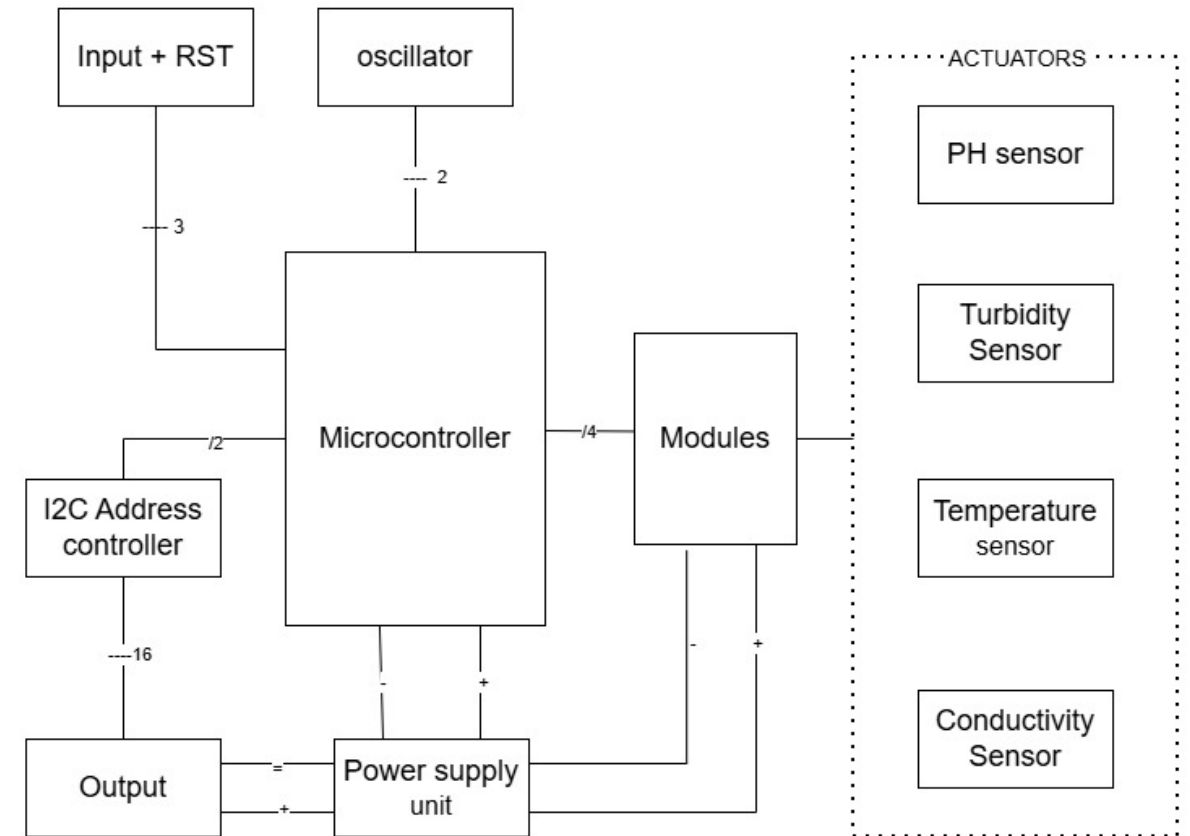 Input + RST
oscillator
ACTUATORS
PH sensor
---- 2
---- 3
Turbidity
Sensor
/2
Microcontroller
/4
Modules
I2C Address
controller
Temperature
sensor
----16
-
+
-
+
Output
=
+
Power supply
unit
Conductivity
Sensor